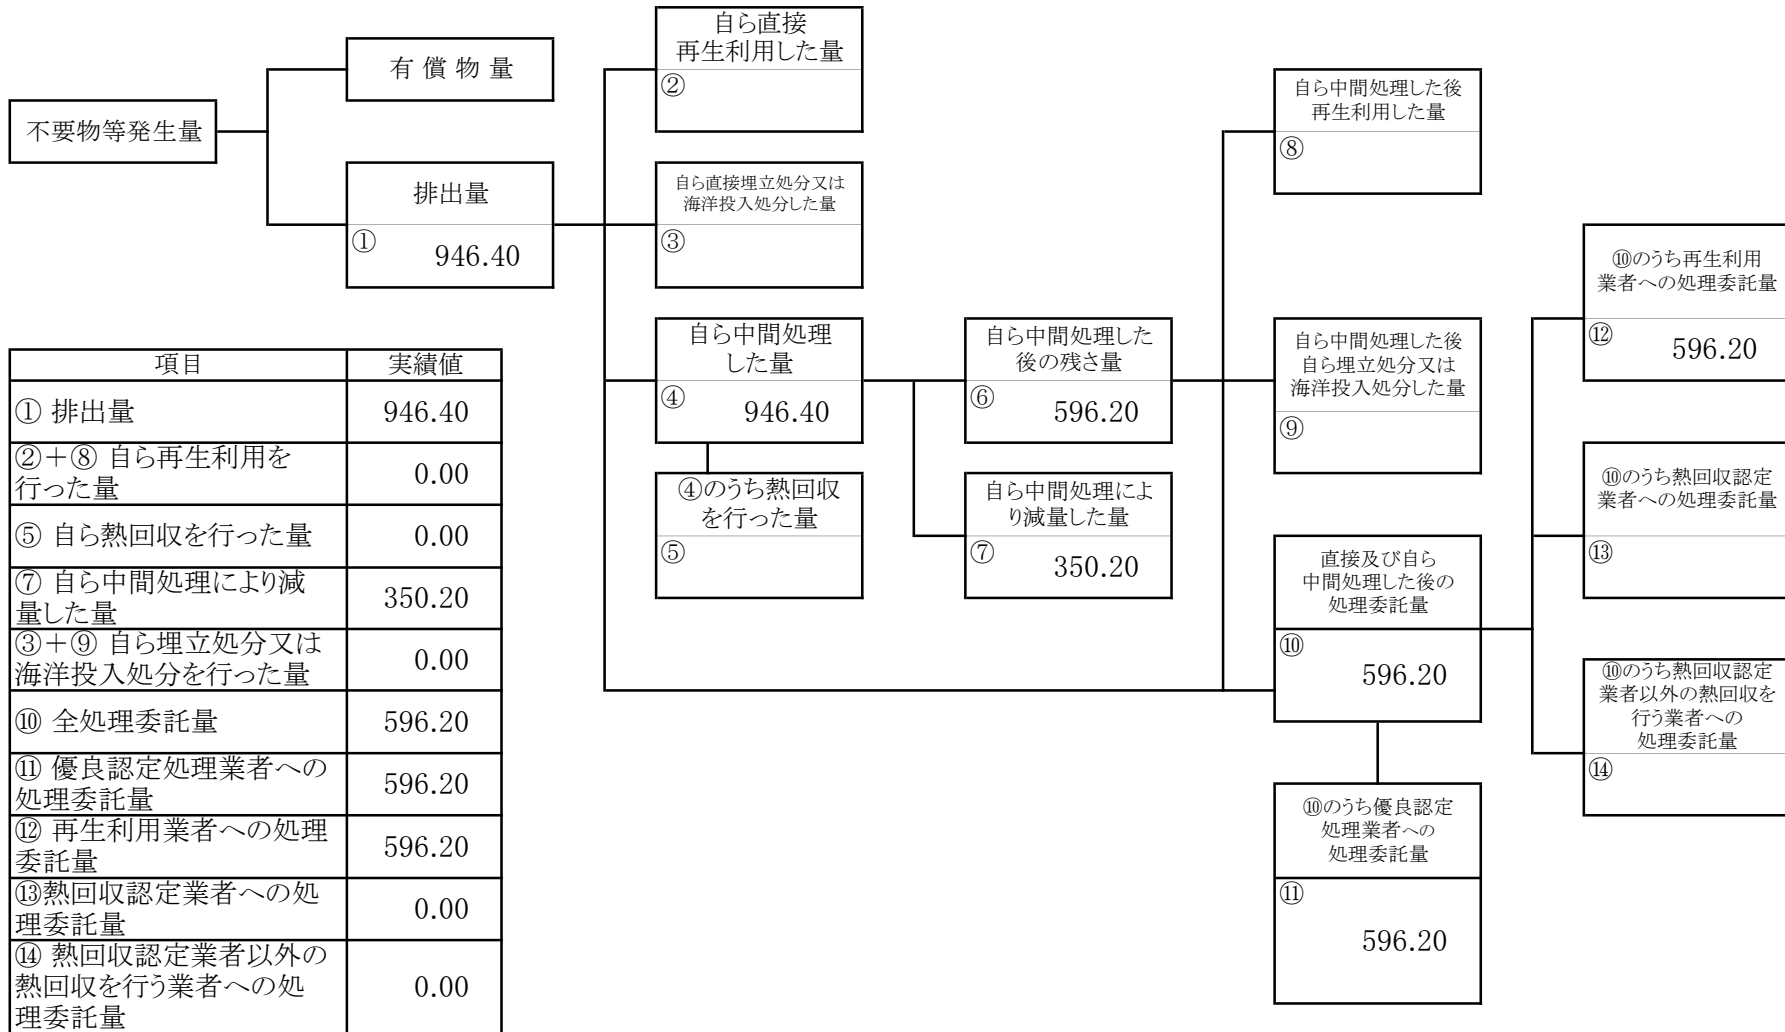 不要物等発生量
有償物量
排出量
①
946.40
自ら直接
再生利用した量
②
自ら直接埋立処分又は
海洋投入処分した量
③
自ら中間処理
した量
④
946.40
④のうち熱回収
を行った量
⑤
自ら中間処理した
後の残さ量
⑥
596.20
自ら中間処理によ
り減量した量
⑦
350.20
自ら中間処理した後
再生利用した量
⑧
自ら中間処理した後
自ら埋立処分又は
海洋投入処分した量
⑨
直接及び自ら
中間処理した後の
処理委託量
⑩
596.20
⑩のうち優良認定
処理業者への
処理委託量
⑪
596.20
⑩のうち再生利用
業者への処理委託量
⑫
596.20
⑩のうち熱回収認定
業者への処理委託量
⑬
⑩のうち熱回収認定
業者以外の熱回収を
行う業者への
処理委託量
⑭
項目 実績値
① 排出量 946.40
②+⑧ 自ら再生利用を
行った量 0.00
⑤ 自ら熱回収を行った量 0.00
⑦ 自ら中間処理により減
量した量 350.20
③+⑨ 自ら埋立処分又は
海洋投入処分を行った量 0.00
⑩ 全処理委託量 596.20
⑪ 優良認定処理業者への
処理委託量 596.20
⑫ 再生利用業者への処理
委託量 596.20
⑬熱回収認定業者への処
理委託量 0.00
⑭ 熱回収認定業者以外の
熱回収を行う業者への処
理委託量 0.00